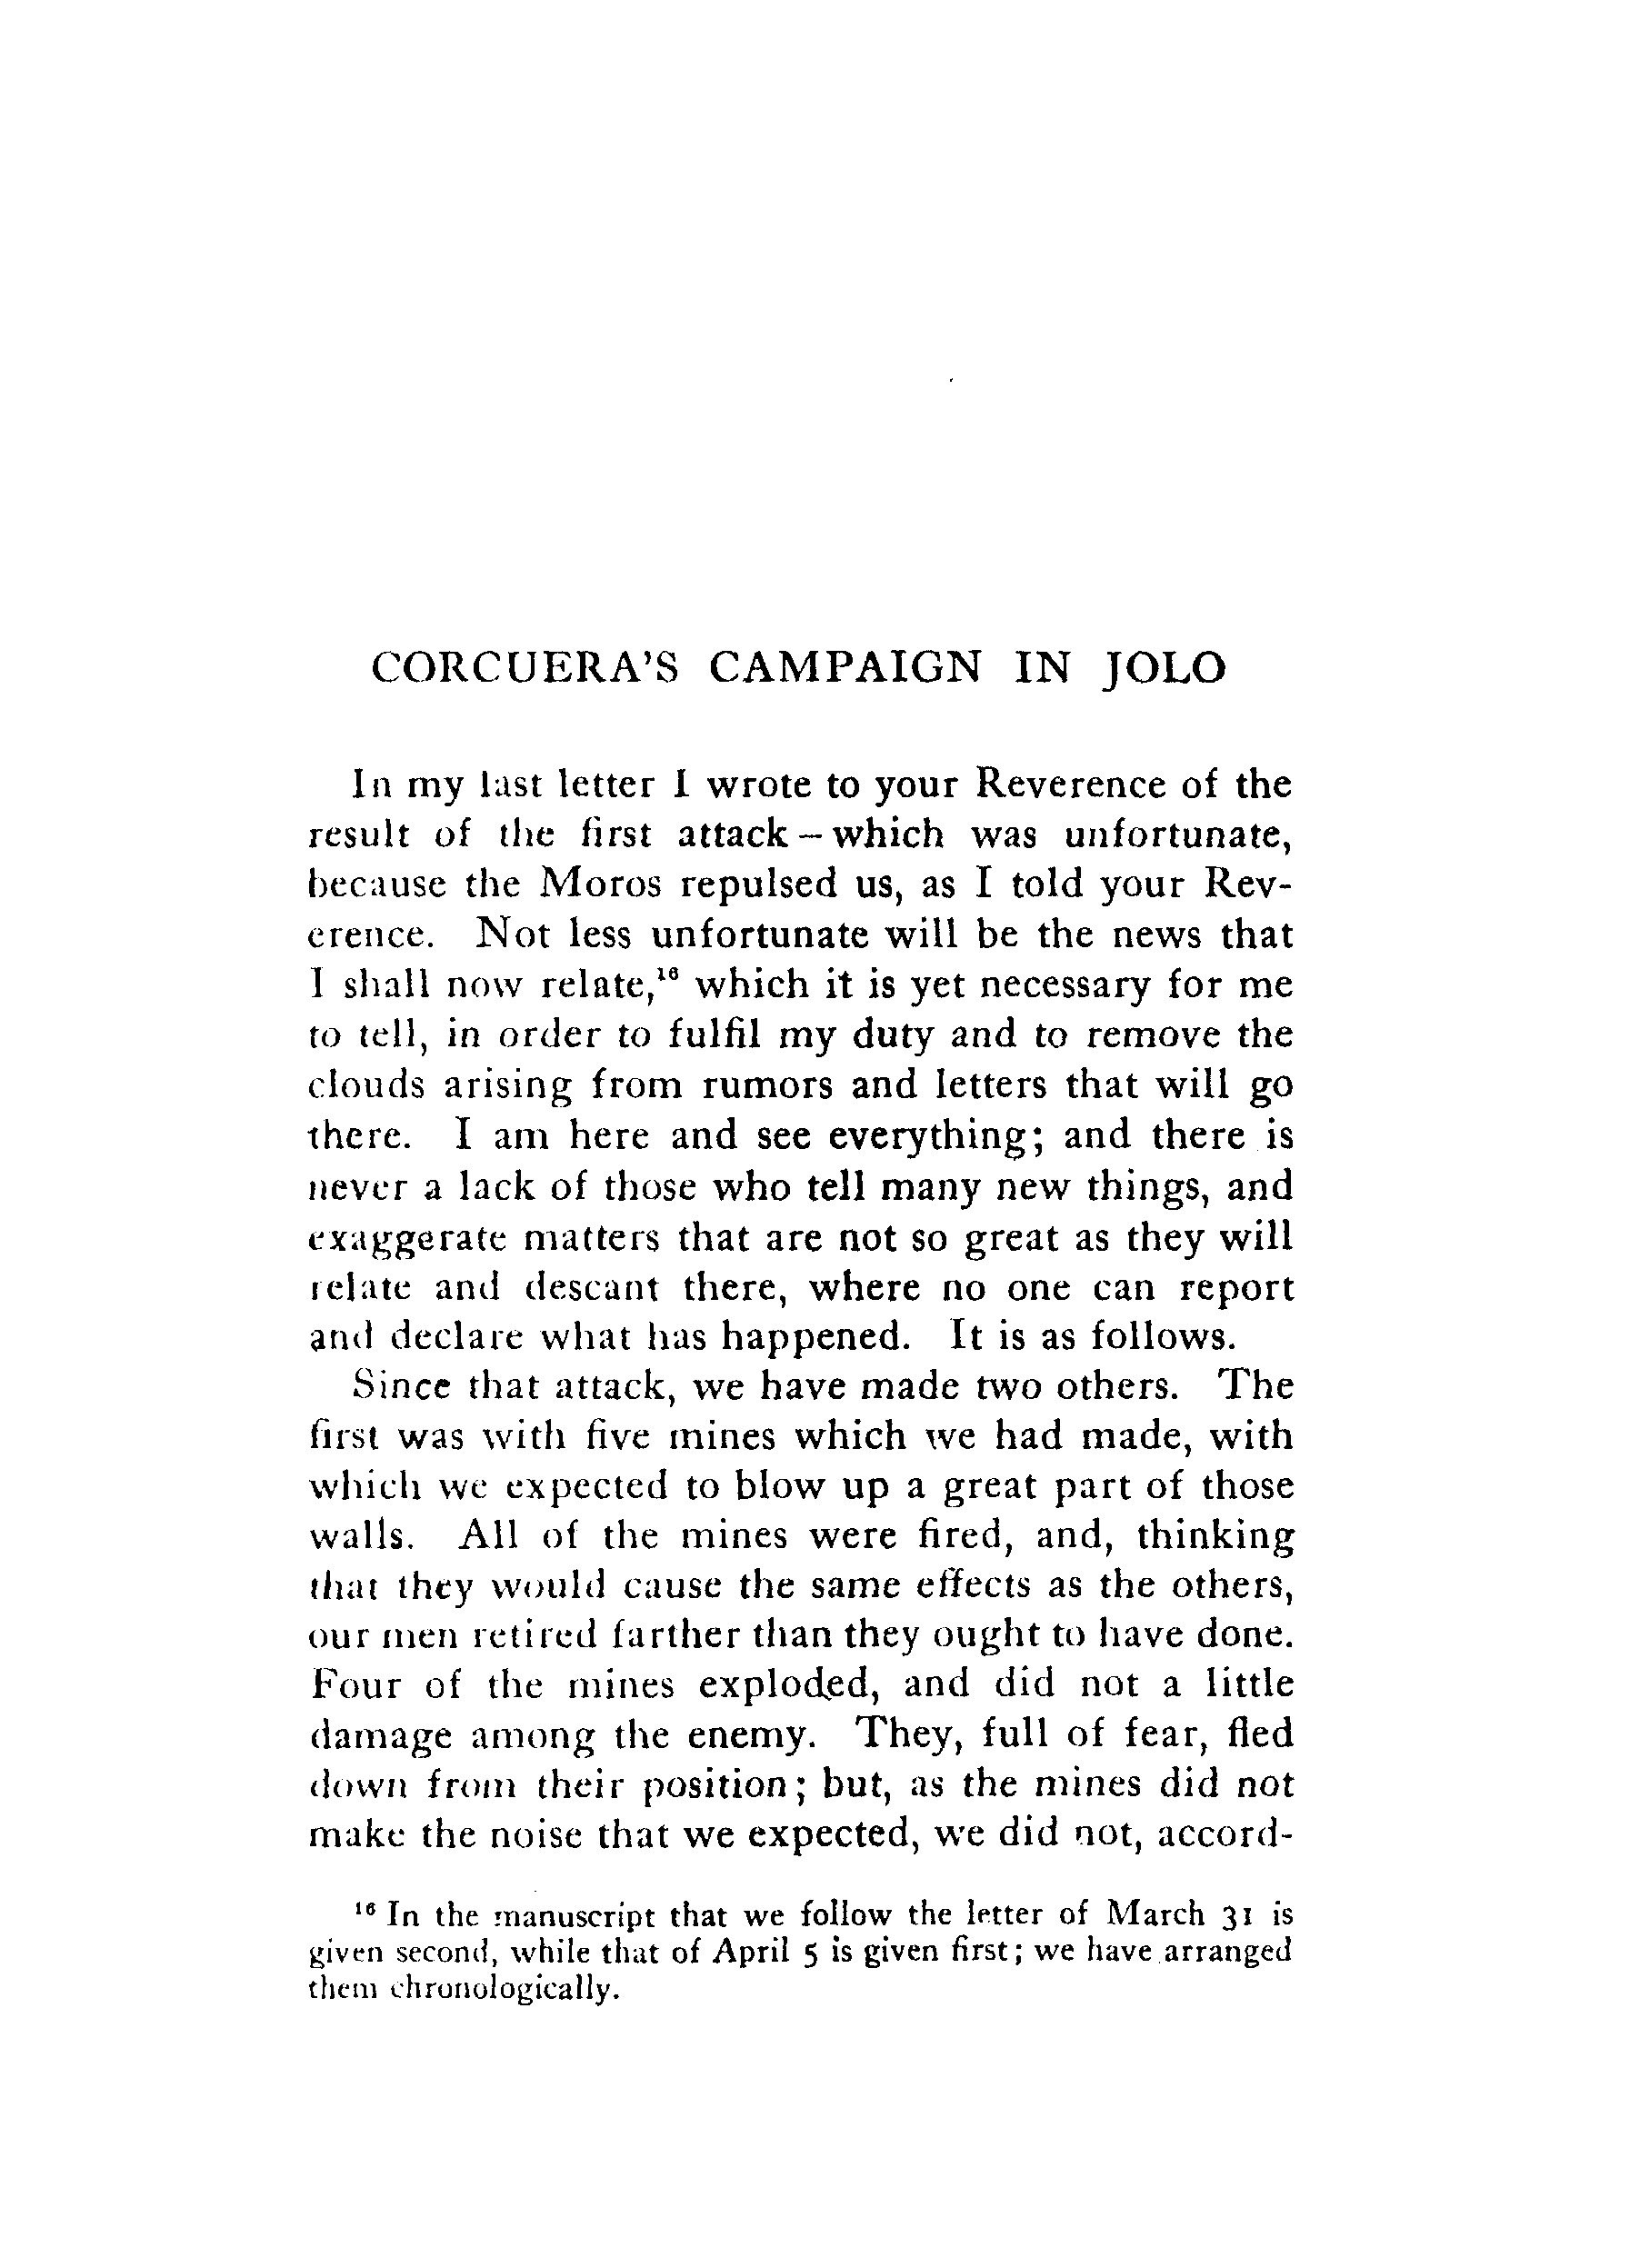 CORCUERA'S CAMPAIGN IN JOLO
In my last letter I wrote to your Reverence of the
result of the first attack – which was unfortunate,
because the Moros repulsed us, as I told your Rev-
erence. Not less unfortunate will be the news that
I shall now relate,¹⁶ which it is yet necessary for me
to tell, in order to fulfil my duty and to remove the
clouds arising from rumors and letters that will go
there. I am here and see everything; and there is
never a lack of those who tell many new things, and
exaggerate matters that are not so great as they will
relate and descant there, where no one can report
and declare what has happened. It is as follows.
Since that attack, we have made two others. The
first was with five mines which we had made, with
which we expected to blow up a great part of those
walls. All of the mines were fired, and, thinking
that they would cause the same effects as the others,
our men retired farther than they ought to have done.
Four of the mines exploded, and did not a little
damage among the enemy. They, full of fear, fled
down from their position; but, as the mines did not
make the noise that we expected, we did not, accord-
¹⁶ In the manuscript that we follow the letter of March 31 is
given second, while that of April 5 is given first; we have arranged
them chronologically.